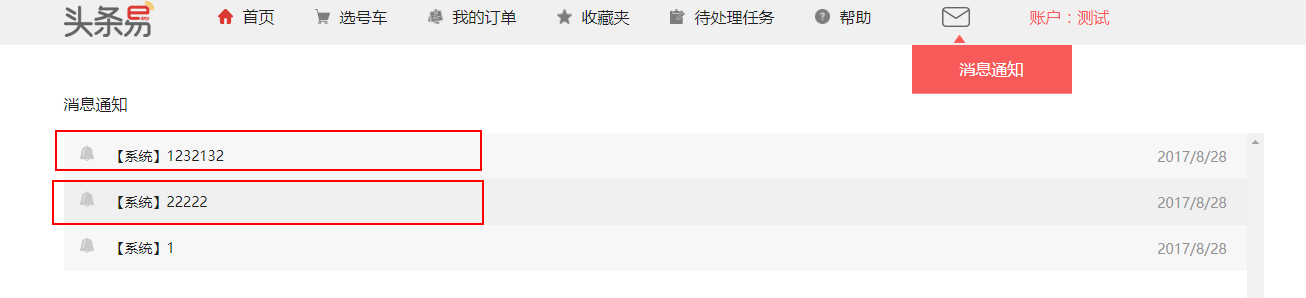 头条易 首页 选号车 我的订单 收藏夹 待处理任务 帮助 账户：测试
消息通知
消息通知
【系统】1232132 2017/8/28
【系统】22222 2017/8/28
【系统】1 2017/8/28